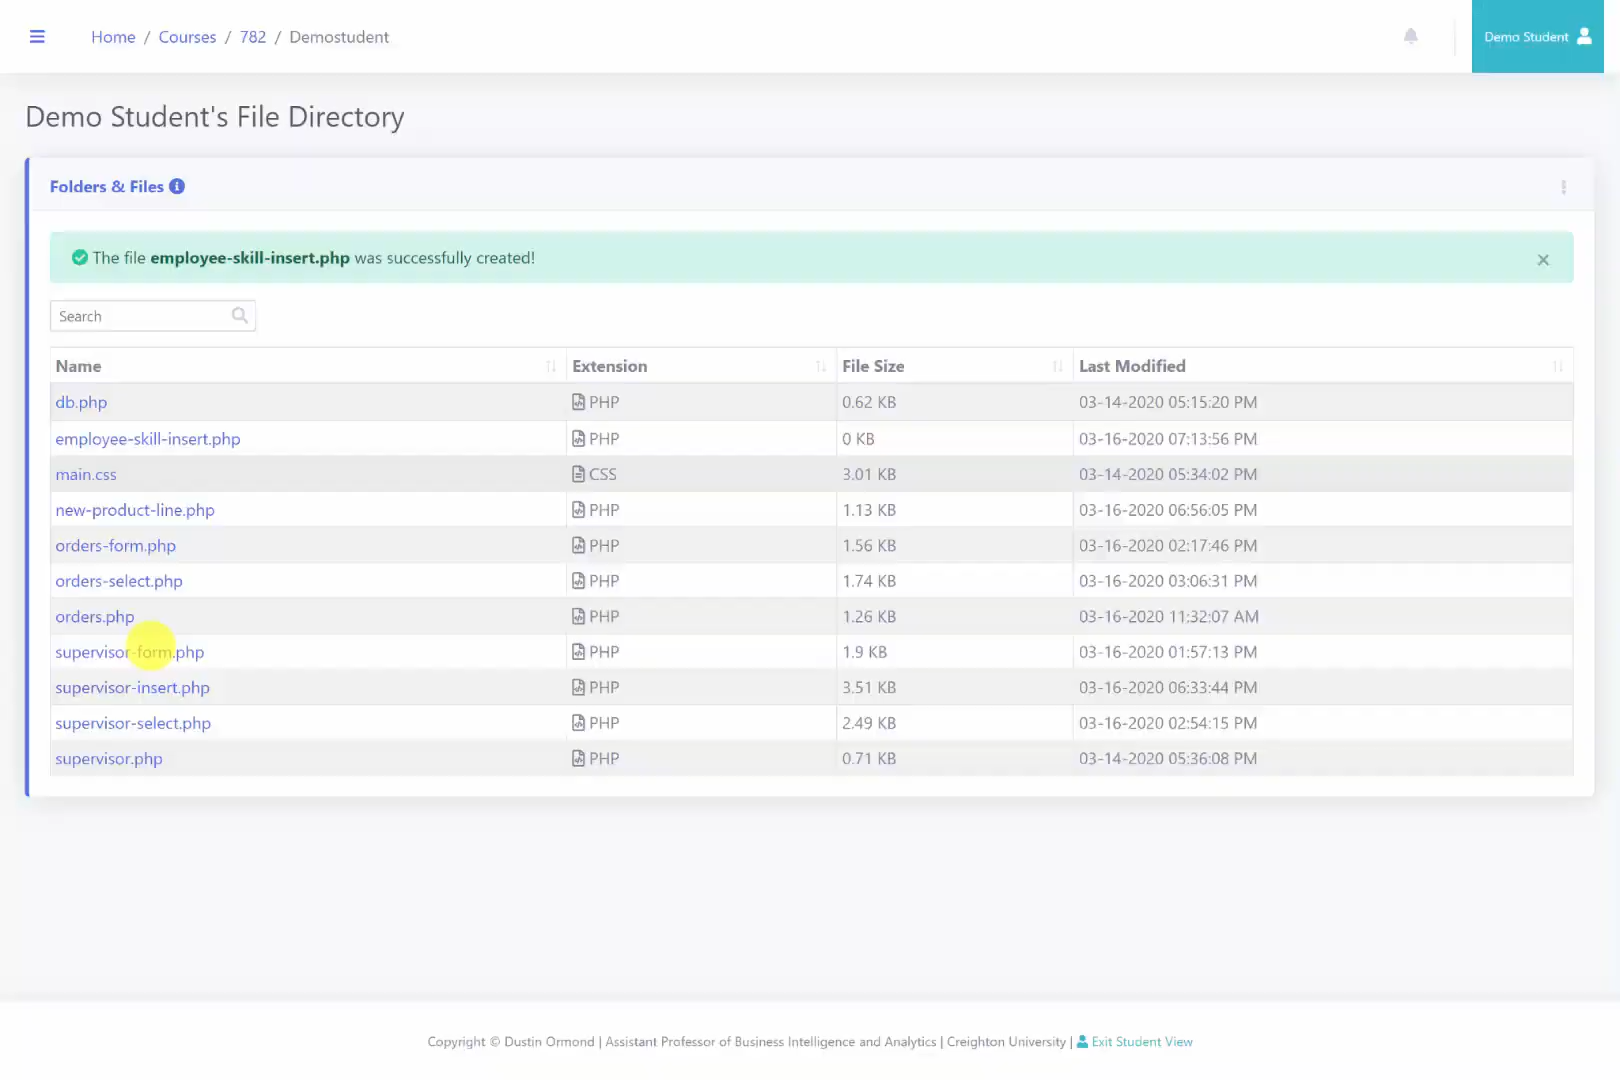 Home / Courses / 782 / Demostudent
Demo Student
Demo Student's File Directory
Folders & Files
The file employee-skill-insert.php was successfully created!
Search
Name Extension File Size Last Modified
db.php PHP 0.62 KB 03-14-2020 05:15:20 PM
employee-skill-insert.php PHP 0 KB 03-16-2020 07:13:56 PM
main.css CSS 3.01 KB 03-14-2020 05:34:02 PM
new-product-line.php PHP 1.13 KB 03-16-2020 06:56:05 PM
orders-form.php PHP 1.56 KB 03-16-2020 02:17:46 PM
orders-select.php PHP 1.74 KB 03-16-2020 03:06:31 PM
orders.php PHP 1.26 KB 03-16-2020 11:32:07 AM
supervisor-form.php PHP 1.9 KB 03-16-2020 01:57:13 PM
supervisor-insert.php PHP 3.51 KB 03-16-2020 06:33:44 PM
supervisor-select.php PHP 2.49 KB 03-16-2020 02:54:15 PM
supervisor.php PHP 0.71 KB 03-14-2020 05:36:08 PM
Copyright © Dustin Ormond | Assistant Professor of Business Intelligence and Analytics | Creighton University | Exit Student View